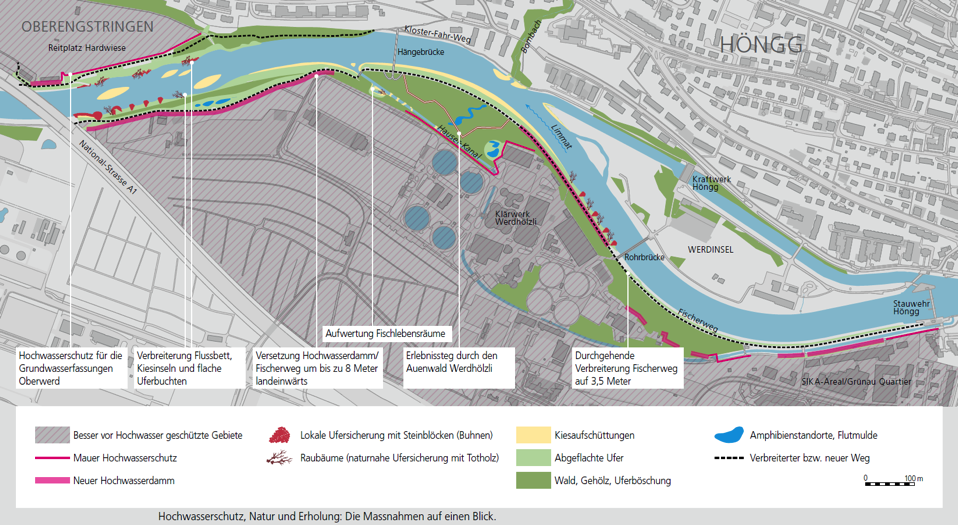 OBERENGSTRINGEN
Reitplatz Hardwiese
Kloster-Fahr-Weg
Hängebrücke
Bombach
HÖNGG
Limmat
Hauser-Kanal
National-Strasse A1
Kraftwerk
Höngg
Klärwerk
Werdhölzli
WERDINSEL
Rohrbrücke
Fischerweg
Stauwehr
Höngg
SIKA-Areal/Grünau Quartier
Aufwertung Fischlebensräume
Hochwasserschutz für die
Grundwasserfassungen
Oberwerd
Verbreiterung Flussbett,
Kiesinseln und flache
Uferbuchten
Versetzung Hochwasserdamm/
Fischerweg um bis zu 8 Meter
landeinwärts
Erlebnissteg durch den
Auenwald Werdhölzli
Durchgehende
Verbreiterung Fischerweg
auf 3,5 Meter
Besser vor Hochwasser geschützte Gebiete
Mauer Hochwasserschutz
Neuer Hochwasserdamm
Lokale Ufersicherung mit Steinblöcken (Buhnen)
Raubäume (naturnahe Ufersicherung mit Totholz)
Kiesaufschüttungen
Abgeflachte Ufer
Wald, Gehölz, Uferböschung
Amphibienstandorte, Flutmulde
Verbreiterter bzw. neuer Weg
0 100 m
Hochwasserschutz, Natur und Erholung: Die Massnahmen auf einen Blick.